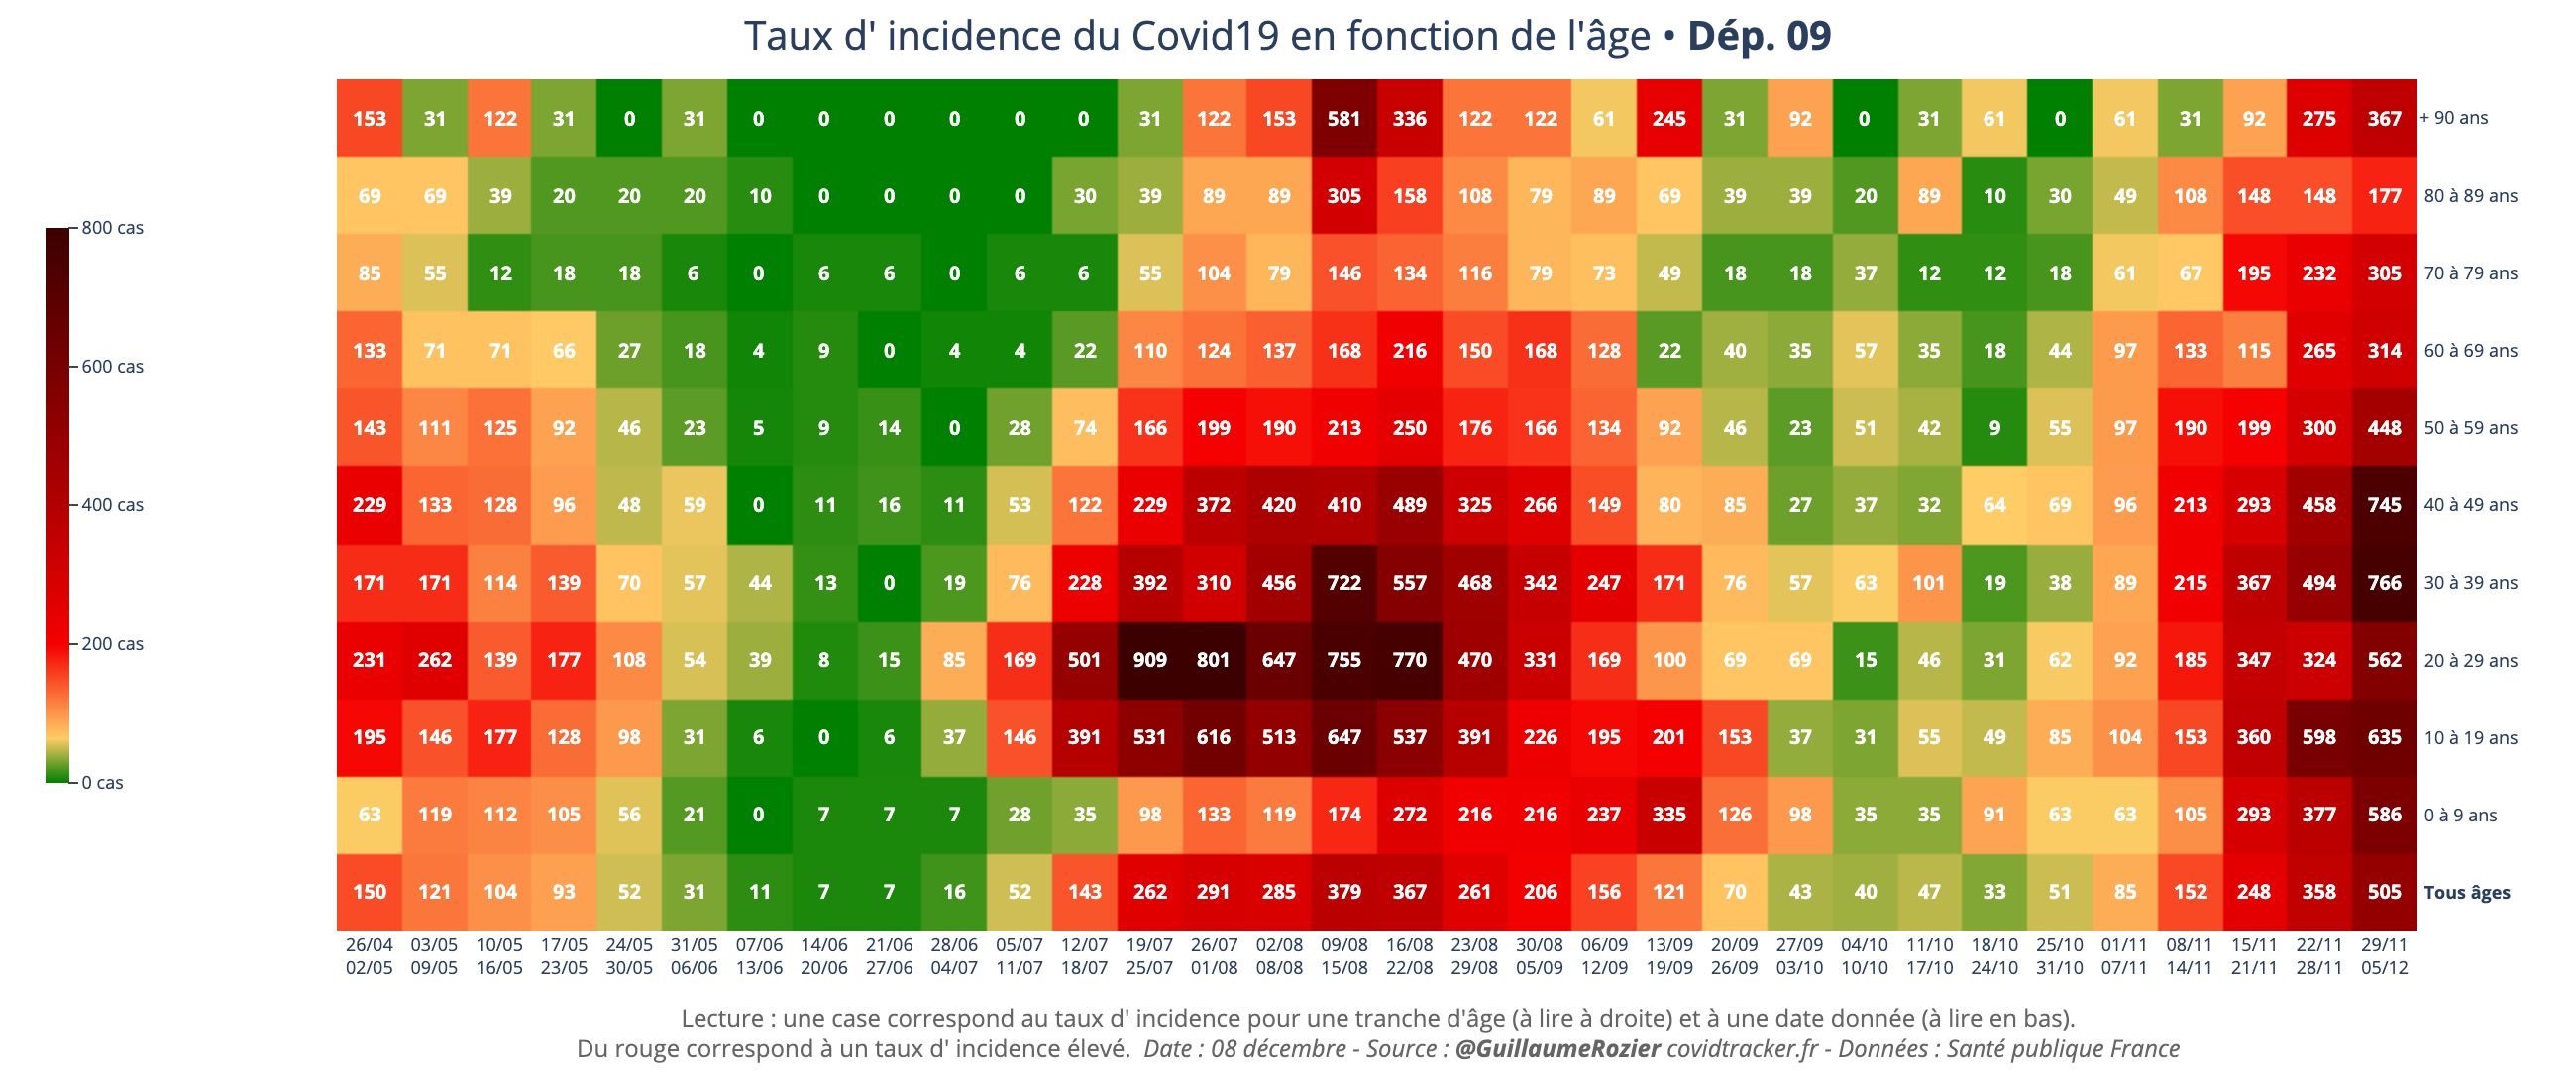 Taux d' incidence du Covid19 en fonction de l'âge • Dép. 09
800 cas
600 cas
400 cas
200 cas
0 cas
153 31 122 31 0 31 0 0 0 0 0 0 31 122 153 581 336 122 122 61 245 31 92 0 31 61 0 61 31 92 275 367 + 90 ans
69 69 39 20 20 20 10 0 0 0 0 30 39 89 89 305 158 108 79 89 69 39 39 20 89 10 30 49 108 148 148 177 80 à 89 ans
85 55 12 18 18 6 0 6 6 0 6 6 55 104 79 146 134 116 79 73 49 18 18 37 12 12 18 61 67 195 232 305 70 à 79 ans
133 71 71 66 27 18 4 9 0 4 4 22 110 124 137 168 216 150 168 128 22 40 35 57 35 18 44 97 133 115 265 314 60 à 69 ans
143 111 125 92 46 23 5 9 14 0 28 74 166 199 190 213 250 176 166 134 92 46 23 51 42 9 55 97 190 199 300 448 50 à 59 ans
229 133 128 96 48 59 0 11 16 11 53 122 229 372 420 410 489 325 266 149 80 85 27 37 32 64 69 96 213 293 458 745 40 à 49 ans
171 171 114 139 70 57 44 13 0 19 76 228 392 310 456 722 557 468 342 247 171 76 57 63 101 19 38 89 215 367 494 766 30 à 39 ans
231 262 139 177 108 54 39 8 15 85 169 501 909 801 647 755 770 470 331 169 100 69 69 15 46 31 62 92 185 347 324 562 20 à 29 ans
195 146 177 128 98 31 6 0 6 37 146 391 531 616 513 647 537 391 226 195 201 153 37 31 55 49 85 104 153 360 598 635 10 à 19 ans
63 119 112 105 56 21 0 7 7 7 28 35 98 133 119 174 272 216 216 237 335 126 98 35 35 91 63 63 105 293 377 586 0 à 9 ans
150 121 104 93 52 31 11 7 7 16 52 143 262 291 285 379 367 261 206 156 121 70 43 40 47 33 51 85 152 248 358 505 Tous âges
26/04 03/05 10/05 17/05 24/05 31/05 07/06 14/06 21/06 28/06 05/07 12/07 19/07 26/07 02/08 09/08 16/08 23/08 30/08 06/09 13/09 20/09 27/09 04/10 11/10 18/10 25/10 01/11 08/11 15/11 22/11 29/11
02/05 09/05 16/05 23/05 30/05 06/06 13/06 20/06 27/06 04/07 11/07 18/07 25/07 01/08 08/08 15/08 22/08 29/08 05/09 12/09 19/09 26/09 03/10 10/10 17/10 24/10 31/10 07/11 14/11 21/11 28/11 05/12
Lecture : une case correspond au taux d' incidence pour une tranche d'âge (à lire à droite) et à une date donnée (à lire en bas).
Du rouge correspond à un taux d' incidence élevé. Date : 08 décembre - Source : @GuillaumeRozier covidtracker.fr - Données : Santé publique France